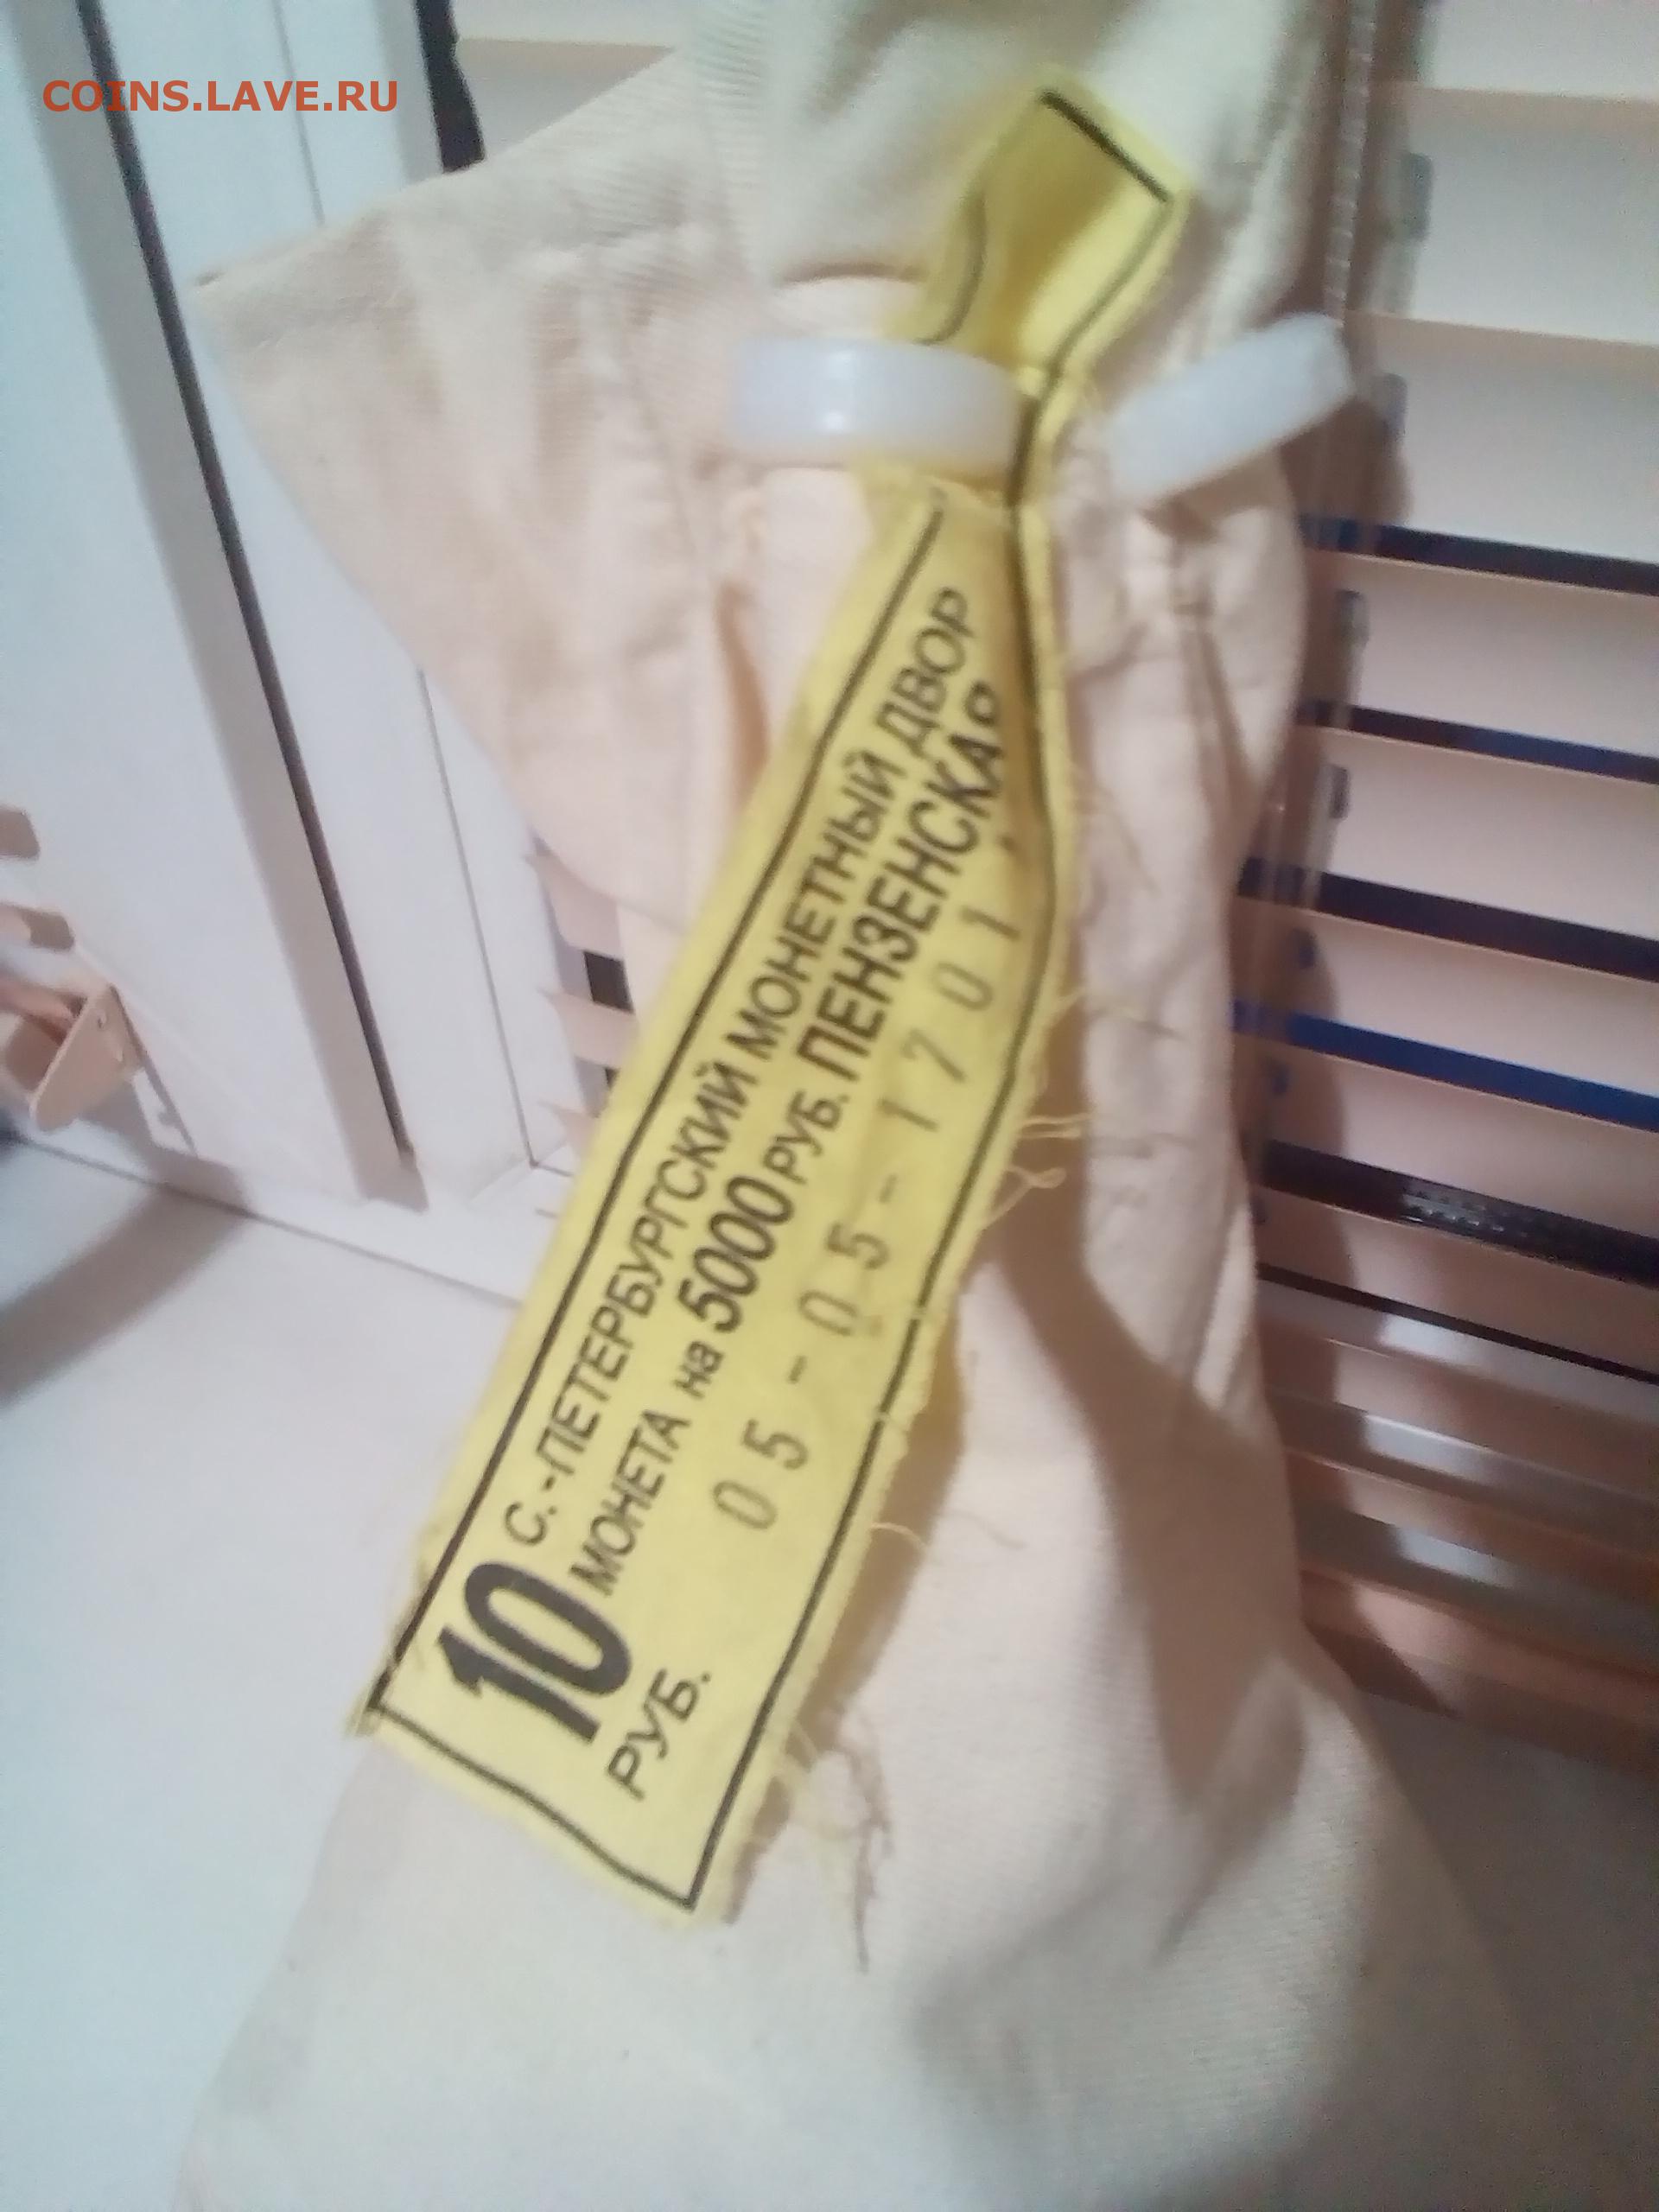 COINS.LAVE.RU
С.-ПЕТЕРБУРГСКИЙ МОНЕТНЫЙ ДВОР
10 МОНЕТА на 5000 РУБ. ПЕНЗЕНСКАЯ
РУБ.
05-05-1701